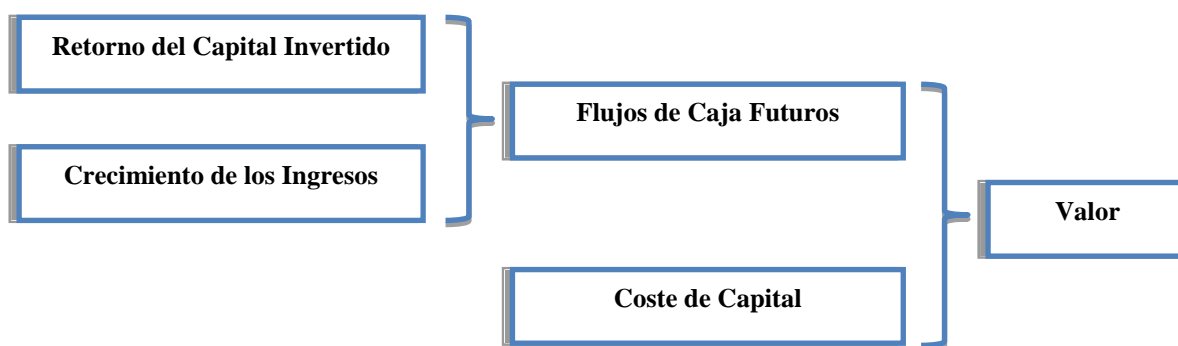 Retorno del Capital Invertido
Crecimiento de los Ingresos
Flujos de Caja Futuros
Coste de Capital
Valor